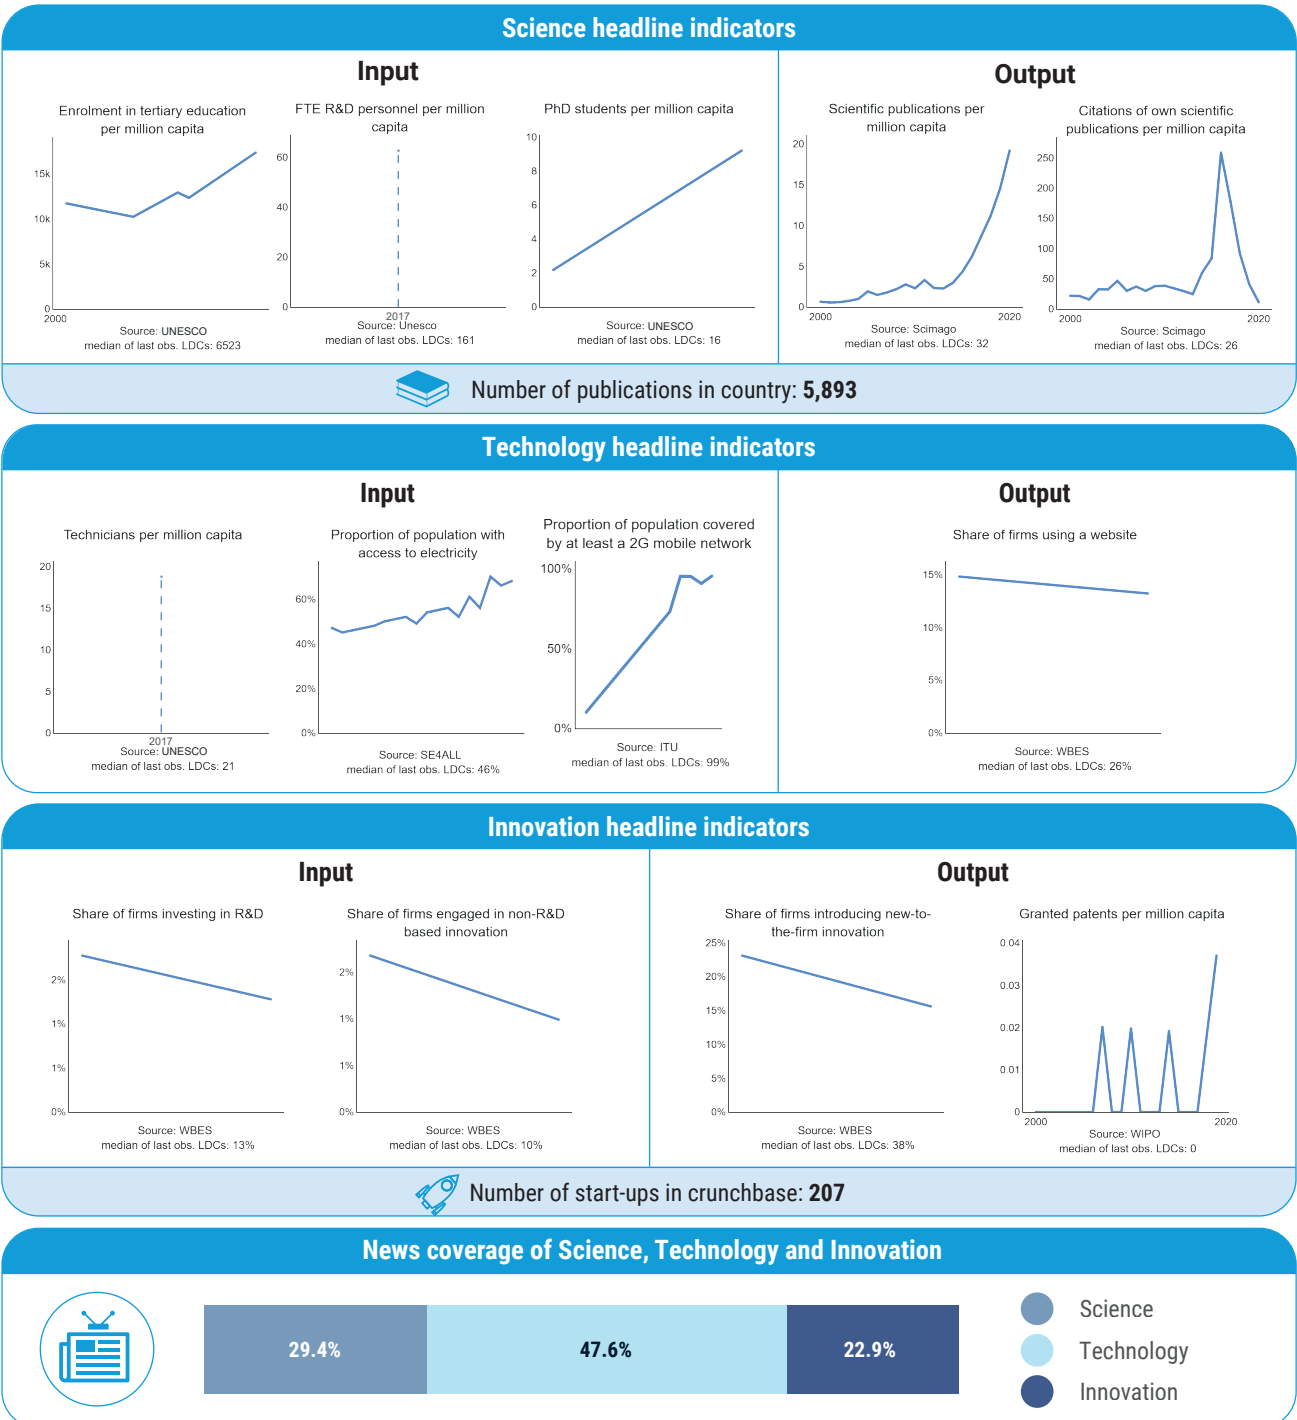 Science headline indicators
Input
Enrolment in tertiary education
per million capita
15k
10k
5k
0
2000
Source: UNESCO
median of last obs. LDCs: 6523
FTE R&D personnel per million
capita
60
40
20
0
2017
Source: Unesco
median of last obs. LDCs: 161
PhD students per million capita
10
8
6
4
2
0
Source: UNESCO
median of last obs. LDCs: 16
Output
Scientific publications per
million capita
20
15
10
5
0
2000 2020
Source: Scimago
median of last obs. LDCs: 32
Citations of own scientific
publications per million capita
250
200
150
100
50
0
2000 2020
Source: Scimago
median of last obs. LDCs: 26
Number of publications in country: 5,893
Technology headline indicators
Input
Technicians per million capita
20
15
10
5
0
2017
Source: UNESCO
median of last obs. LDCs: 21
Proportion of population with
access to electricity
60%
40%
20%
0%
Source: SE4ALL
median of last obs. LDCs: 46%
Proportion of population covered
by at least a 2G mobile network
100%
50%
0%
Source: ITU
median of last obs. LDCs: 99%
Output
Share of firms using a website
15%
10%
5%
0%
Source: WBES
median of last obs. LDCs: 26%
Innovation headline indicators
Input
Share of firms investing in R&D
2%
1%
1%
0%
Source: WBES
median of last obs. LDCs: 13%
Share of firms engaged in non-R&D
based innovation
2%
1%
1%
0%
Source: WBES
median of last obs. LDCs: 10%
Output
Share of firms introducing new-to-
the-firm innovation
25%
20%
15%
10%
5%
0%
Source: WBES
median of last obs. LDCs: 38%
Granted patents per million capita
0.04
0.03
0.02
0.01
0
2000 2020
Source: WIPO
median of last obs. LDCs: 0
Number of start-ups in crunchbase: 207
News coverage of Science, Technology and Innovation
29.4% 47.6% 22.9%
Science
Technology
Innovation